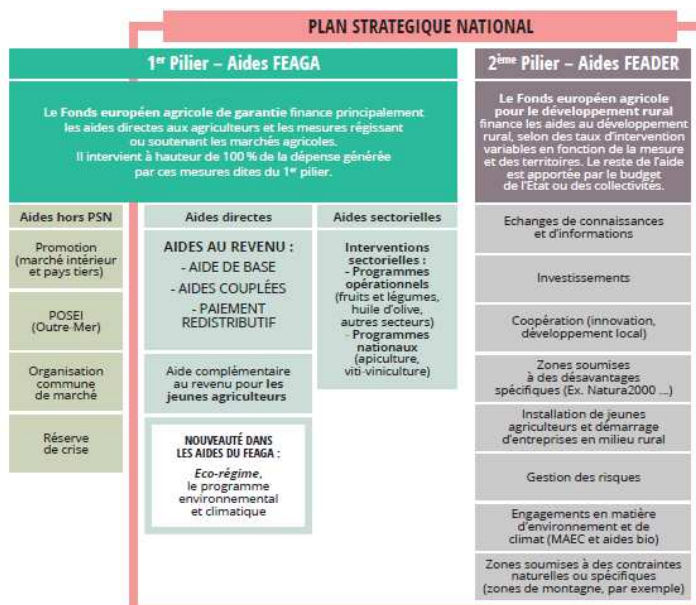 PLAN STRATEGIQUE NATIONAL
1er Pilier – Aides FEAGA
Le Fonds européen agricole de garantie finance principalement
les aides directes aux agriculteurs et les mesures régissant
ou soutenant les marchés agricoles.
Il intervient à hauteur de 100 % de la dépense générée
par ces mesures dites du 1er pilier.
2ème Pilier – Aides FEADER
Le Fonds européen agricole
pour le développement rural
finance les aides au développement
rural, selon des taux d'intervention
variables en fonction de la mesure
et des territoires. Le reste de l'aide
est apportée par le budget
de l'Etat ou des collectivités.
Aides hors PSN
Promotion
(marché intérieur
et pays tiers)
POSEI
(Outre-Mer)
Organisation
commune
de marché
Réserve
de crise
Aides directes
AIDES AU REVENU :
- AIDE DE BASE
- AIDES COUPLÉES
- PAIEMENT
REDISTRIBUTIF
Aide complémentaire
au revenu pour les
jeunes agriculteurs
NOUVEAUTÉ DANS
LES AIDES DU FEAGA :
Eco-régime,
le programme
environnemental
et climatique
Aides sectorielles
Interventions
sectorielles :
- Programmes
opérationnels
(fruits et légumes,
huile d'olive,
autres secteurs)
- Programmes
nationaux
(apiculture,
viti-viniculture)
Echanges de connaissances
et d'informations
Investissements
Coopération (innovation,
développement local)
Zones soumises
à des désavantages
spécifiques (Ex. Natura2000 ...)
Installation de jeunes
agriculteurs et démarrage
d'entreprises en milieu rural
Gestion des risques
Engagements en matière
d'environnement et de
climat (MAEC et aides bio)
Zones soumises à des contraintes
naturelles ou spécifiques
(zones de montagne, par exemple)